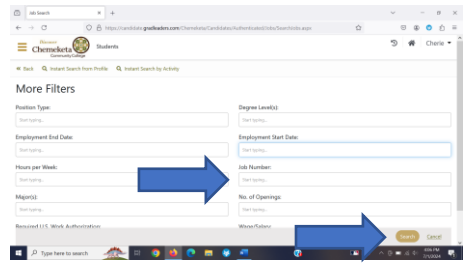 Job Search
https://candidate.gradleaders.com/Chemeketa/Candidates/Authenticated/Jobs/SearchJobs.aspx
Chemeketa
Community College
Students
Cherie
Back Instant Search from Profile Instant Search by Activity
More Filters
Position Type: Degree Level(s):
Start typing... Start typing...
Employment End Date: Employment Start Date:
Start typing... Start typing...
Hours per Week: Job Number:
Start typing... Start typing...
Major(s): No. of Openings:
Start typing... Start typing...
Required U.S. Work Authorization: Wage/Salary:
Search Cancel
Type here to search